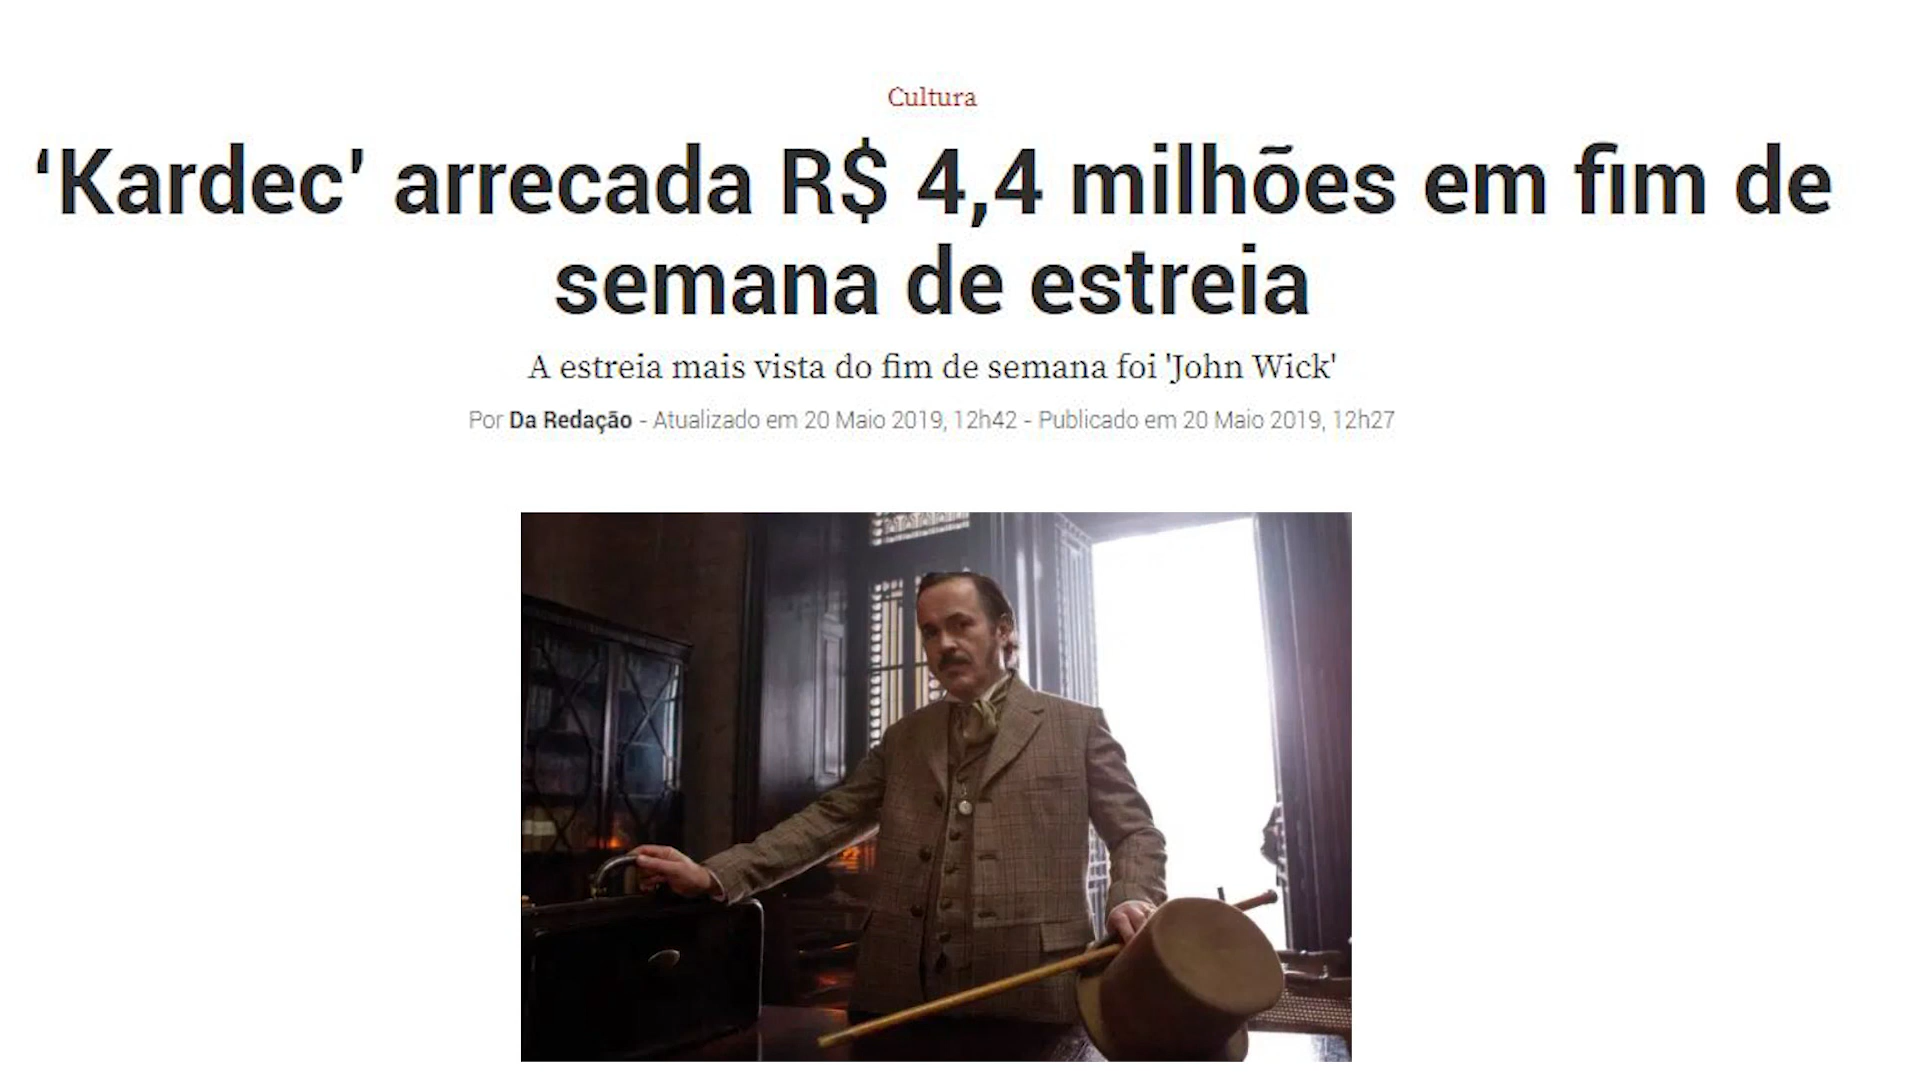 Cultura
‘Kardec’ arrecada R$ 4,4 milhões em fim de
semana de estreia
A estreia mais vista do fim de semana foi 'John Wick'
Por Da Redação - Atualizado em 20 Maio 2019, 12h42 - Publicado em 20 Maio 2019, 12h27